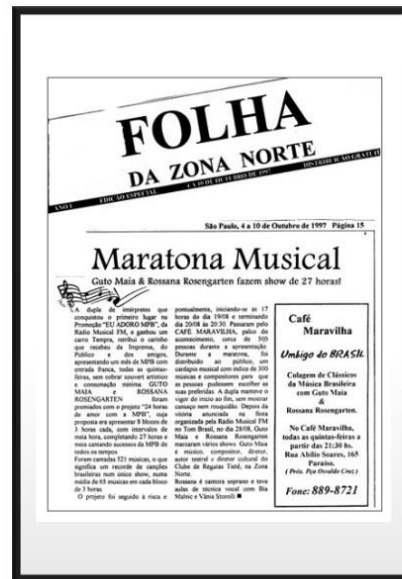 FOLHA
DA ZONA NORTE
ANO I EDIÇÃO ESPECIAL 4 A 10 DE OUTUBRO DE 1997 DISTRIBUIÇÃO GRATUITA
São Paulo, 4 a 10 de Outubro de 1997 Página 15
Maratona Musical
Guto Maia & Rossana Rosengarten fazem show de 27 horas!
A dupla de intérpretes que
conquistou o primeiro lugar na
Promoção "EU ADORO MPB", da
Rádio Musical FM, e ganhou um
carro Tempra, retribui o carinho
que recebeu da Imprensa, do
Público e dos amigos,
apresentando um mês de MPB com
entrada franca, todas as quintas-
feiras, sem cobrar couvert artístico
e consumação mínima. GUTO
MAIA e ROSSANA
ROSENGARTEN foram
premiados com o projeto "24 horas
de amor com a MPB", cuja
proposta era apresentar 8 blocos de
3 horas cada, com intervalos de
meia hora, completando 27 horas e
meia cantando sucessos da MPB de
todos os tempos.
Foram cantadas 521 músicas, o que
significa um recorde de canções
brasileiras num único show, numa
média de 65 músicas em cada bloco
de 3 horas.
O projeto foi seguido à risca e
pontualmente, iniciando-se às 17
horas do dia 19/08 e terminando
dia 20/08 às 20:30. Passaram pelo
CAFÉ MARAVILHA, palco do
acontecimento, cerca de 500
pessoas durante a apresentação.
Durante a maratona, foi
distribuído ao público, um
cardápio musical com índice de 300
músicas e compositores para que
as pessoas pudessem escolher as
suas preferidas. A dupla manteve o
vigor do início ao fim, sem mostrar
cansaço nem rouquidão. Depois da
vitória anunciada na festa
organizada pela Rádio Musical FM
no Tom Brasil, no dia 28/08, Guto
Maia e Rossana Rosengarten
marcaram vários shows. Guto Maia
é músico, compositor, diretor,
autor teatral e diretor cultural do
Clube de Regatas Tietê, na Zona
Norte.
Rossana é cantora soprano e teve
aulas de técnica vocal com Bia
Malnic e Vânia Storolli
Café
Maravilha
Umbigo do BRASIL
Colagem de Clássicos
da Música Brasileira
com Guto Maia
&
Rossana Rosengarten.
No Café Maravilha,
todas as quintas-feiras a
partir das 21:30 hs.
Rua Abílio Soares, 165
Paraíso.
( Próx. Pça Osvaldo Cruz.)
Fone: 889-8721